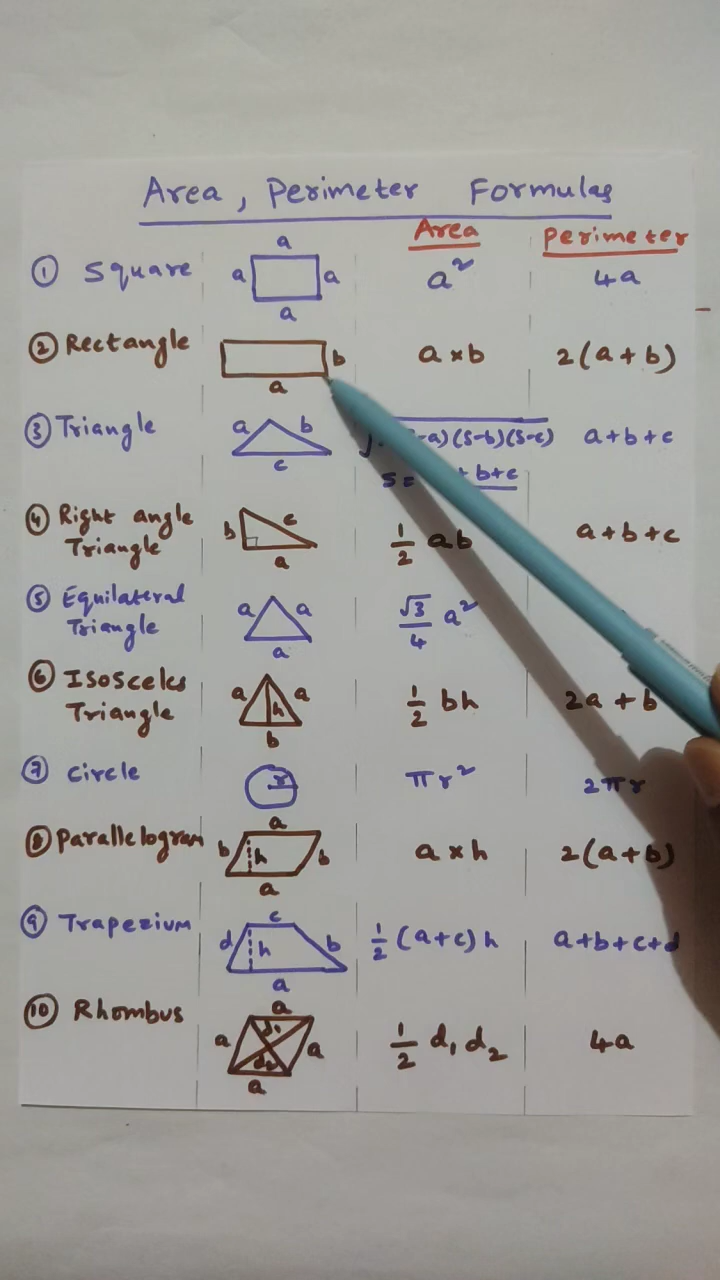 Area, Perimeter Formulas
Area Perimeter
① Square a a a a a² 4a
② Rectangle b a a × b 2(a + b)
③ Triangle a b c -a)(s-b)(s-c) a+b+c
s = + b+c
④ Right angle Triangle b c a 1/2 ab a+b+c
⑤ Equilateral Triangle a a a √3/4 a²
⑥ Isosceles Triangle a a h b 1/2 bh 2a + b
⑦ Circle r πr² 2πr
⑧ Parallelogram a b h b a a × h 2(a+b)
⑨ Trapezium c d h b a 1/2 (a+c)h a+b+c+d
⑩ Rhombus a a d₁ d₂ a a 1/2 d₁d₂ 4a